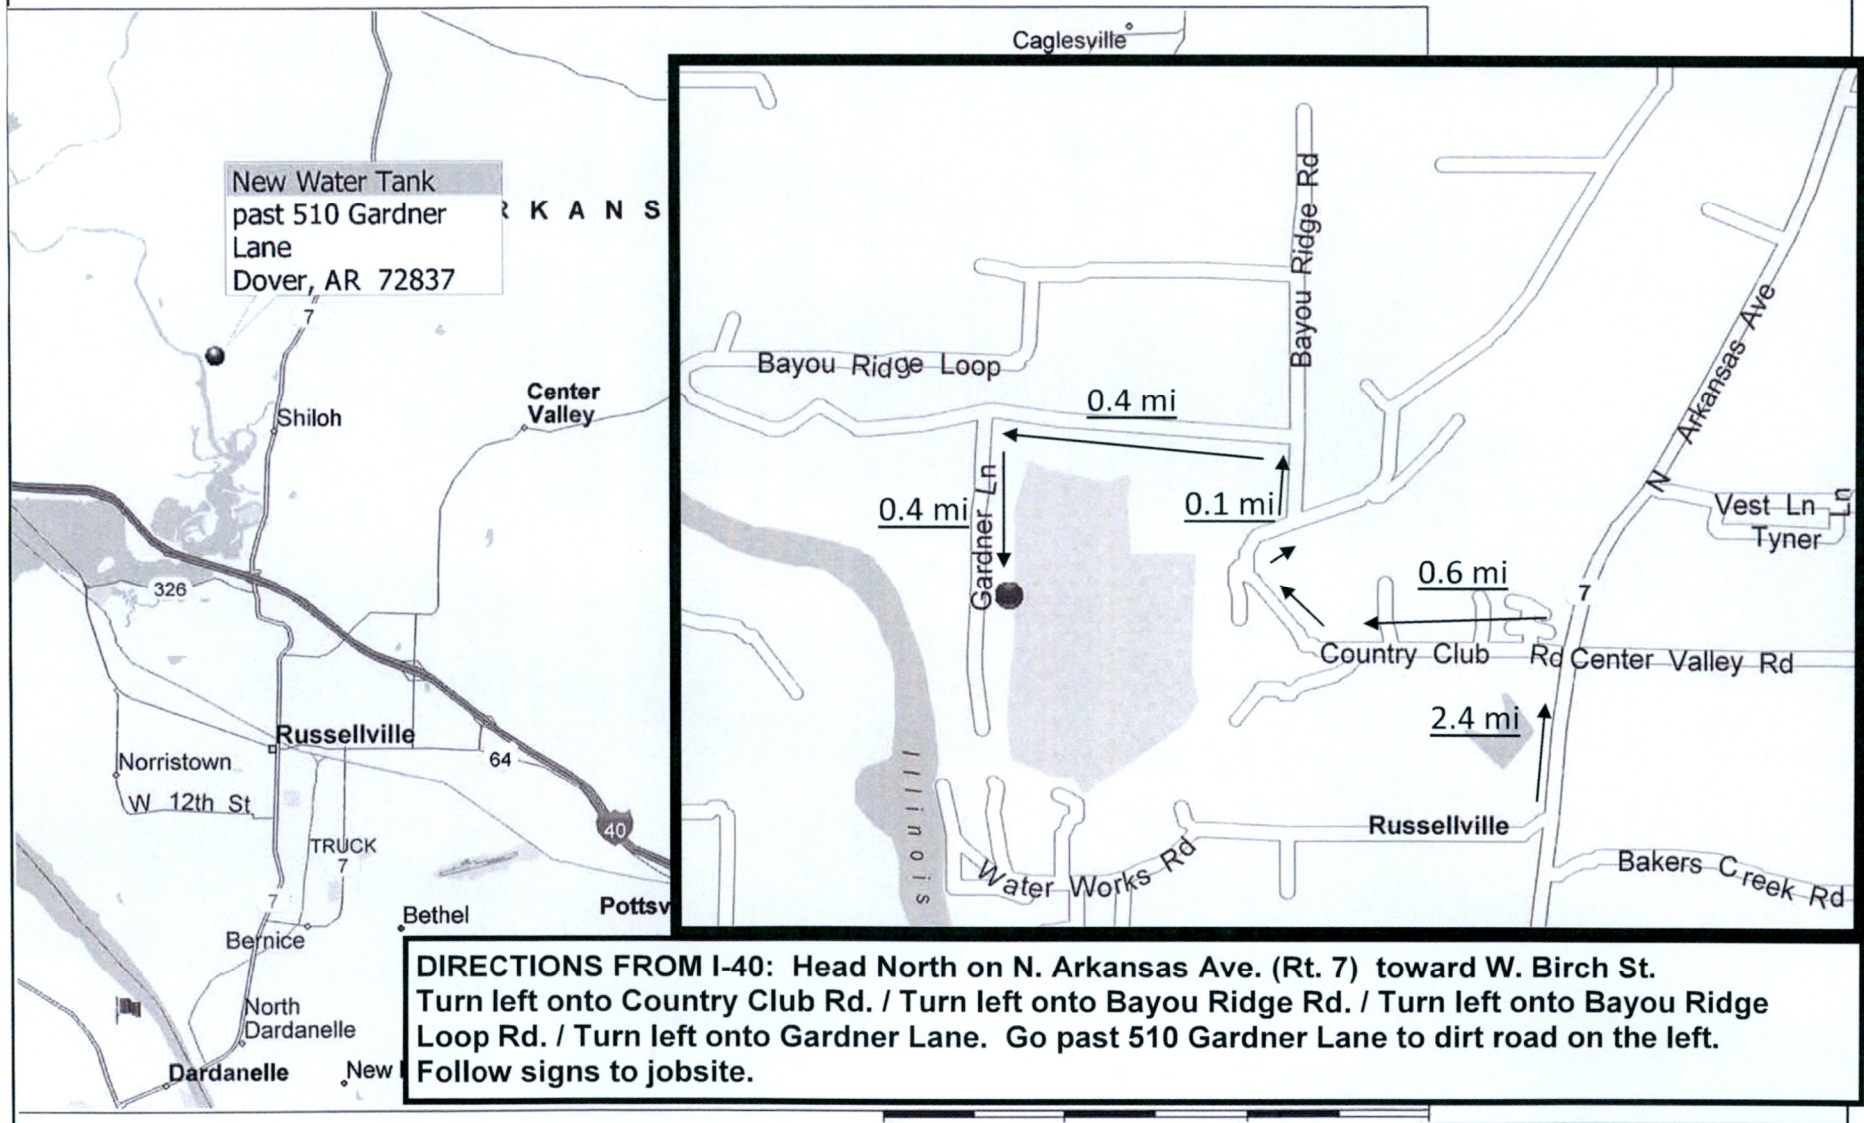 Caglesville
New Water Tank
past 510 Gardner
Lane
Dover, AR 72837
R K A N S
7
Shiloh
Center
Valley
326
Russellville
Norristown
W 12th St
64
40
TRUCK
7
7
Bethel
Pottsv
Bernice
North
Dardanelle
Dardanelle
New
Bayou Ridge Rd
Bayou Ridge Loop
0.4 mi
N Arkansas Ave
0.4 mi
Gardner Ln
0.1 mi
Vest Ln
Ln
Tyner
0.6 mi
7
Country Club Rd
Center Valley Rd
2.4 mi
Illinois
Russellville
Water Works Rd
Bakers Creek Rd
DIRECTIONS FROM I-40: Head North on N. Arkansas Ave. (Rt. 7) toward W. Birch St.
Turn left onto Country Club Rd. / Turn left onto Bayou Ridge Rd. / Turn left onto Bayou Ridge
Loop Rd. / Turn left onto Gardner Lane. Go past 510 Gardner Lane to dirt road on the left.
Follow signs to jobsite.